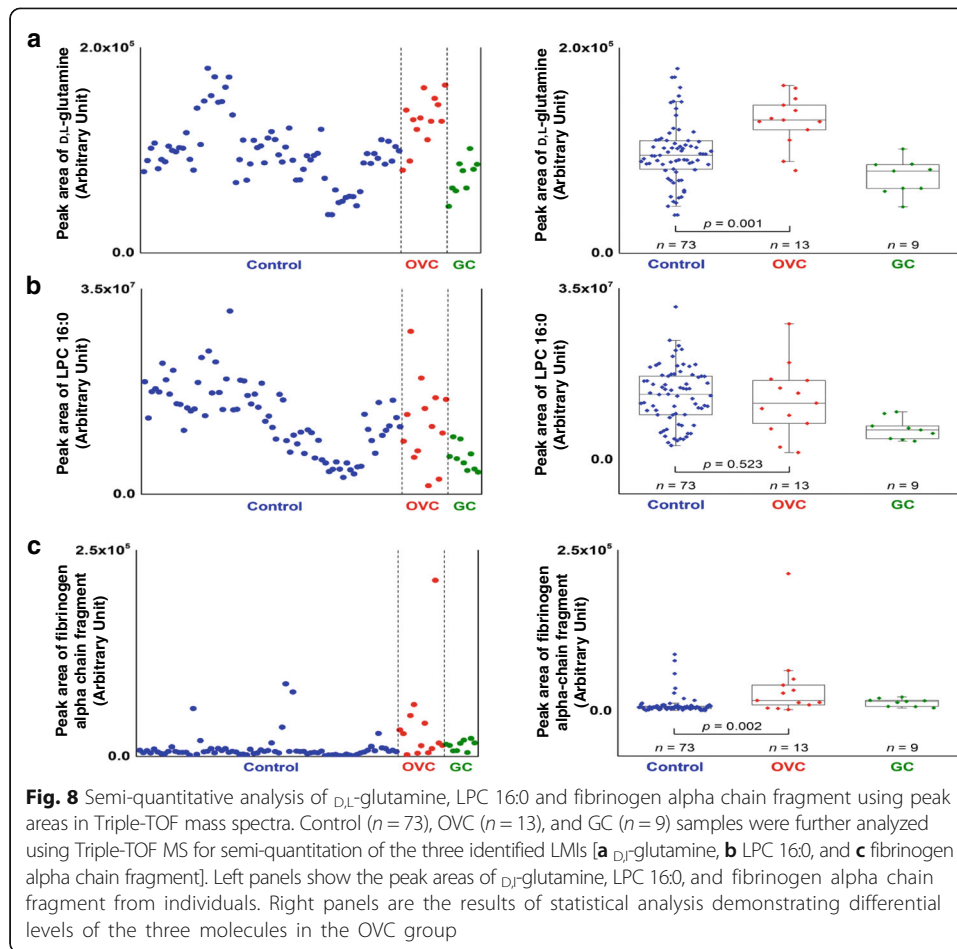 a
2.0x10⁵
Peak area of D,L-glutamine
(Arbitrary Unit)
0.0
Control
OVC
GC
Peak area of D,L-glutamine
(Arbitrary Unit)
2.0x10⁵
0.0
p = 0.001
n = 73
n = 13
n = 9
Control
OVC
GC
b
3.5x10⁷
Peak area of LPC 16:0
(Arbitrary Unit)
0.0
Control
OVC
GC
Peak area of LPC 16:0
(Arbitrary Unit)
3.5x10⁷
0.0
p = 0.523
n = 73
n = 13
n = 9
Control
OVC
GC
c
2.5x10⁵
Peak area of fibrinogen
alpha chain fragment
(Arbitrary Unit)
0.0
Control
OVC
GC
Peak area of fibrinogen
alpha-chain fragment
(Arbitrary Unit)
2.5x10⁵
0.0
p = 0.002
n = 73
n = 13
n = 9
Control
OVC
GC
Fig. 8 Semi-quantitative analysis of D,L-glutamine, LPC 16:0 and fibrinogen alpha chain fragment using peak
areas in Triple-TOF mass spectra. Control (n = 73), OVC (n = 13), and GC (n = 9) samples were further analyzed
using Triple-TOF MS for semi-quantitation of the three identified LMIs [a D,l-glutamine, b LPC 16:0, and c fibrinogen
alpha chain fragment]. Left panels show the peak areas of D,l-glutamine, LPC 16:0, and fibrinogen alpha chain
fragment from individuals. Right panels are the results of statistical analysis demonstrating differential
levels of the three molecules in the OVC group